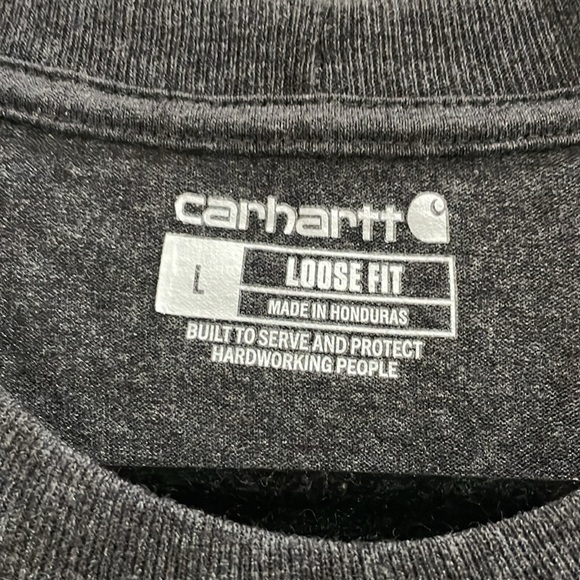 carhartt
L
LOOSE FIT
MADE IN HONDURAS
BUILT TO SERVE AND PROTECT
HARDWORKING PEOPLE